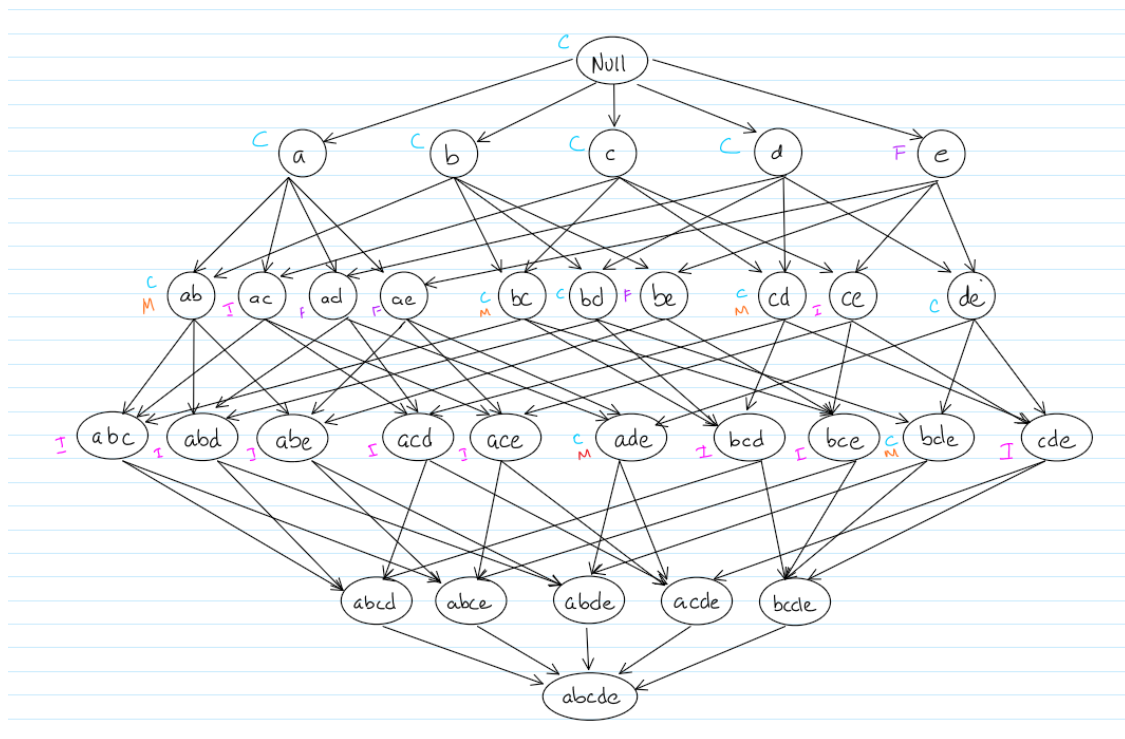 C Null
C a C b C c C d F e
C M ab I ac F ad F ae C M bc C bd F be C M cd I ce C de
I abc I abd I abe I acd I ace C M ade I bcd I bce C M bde I cde
abcd abce abde acde bcde
abcde